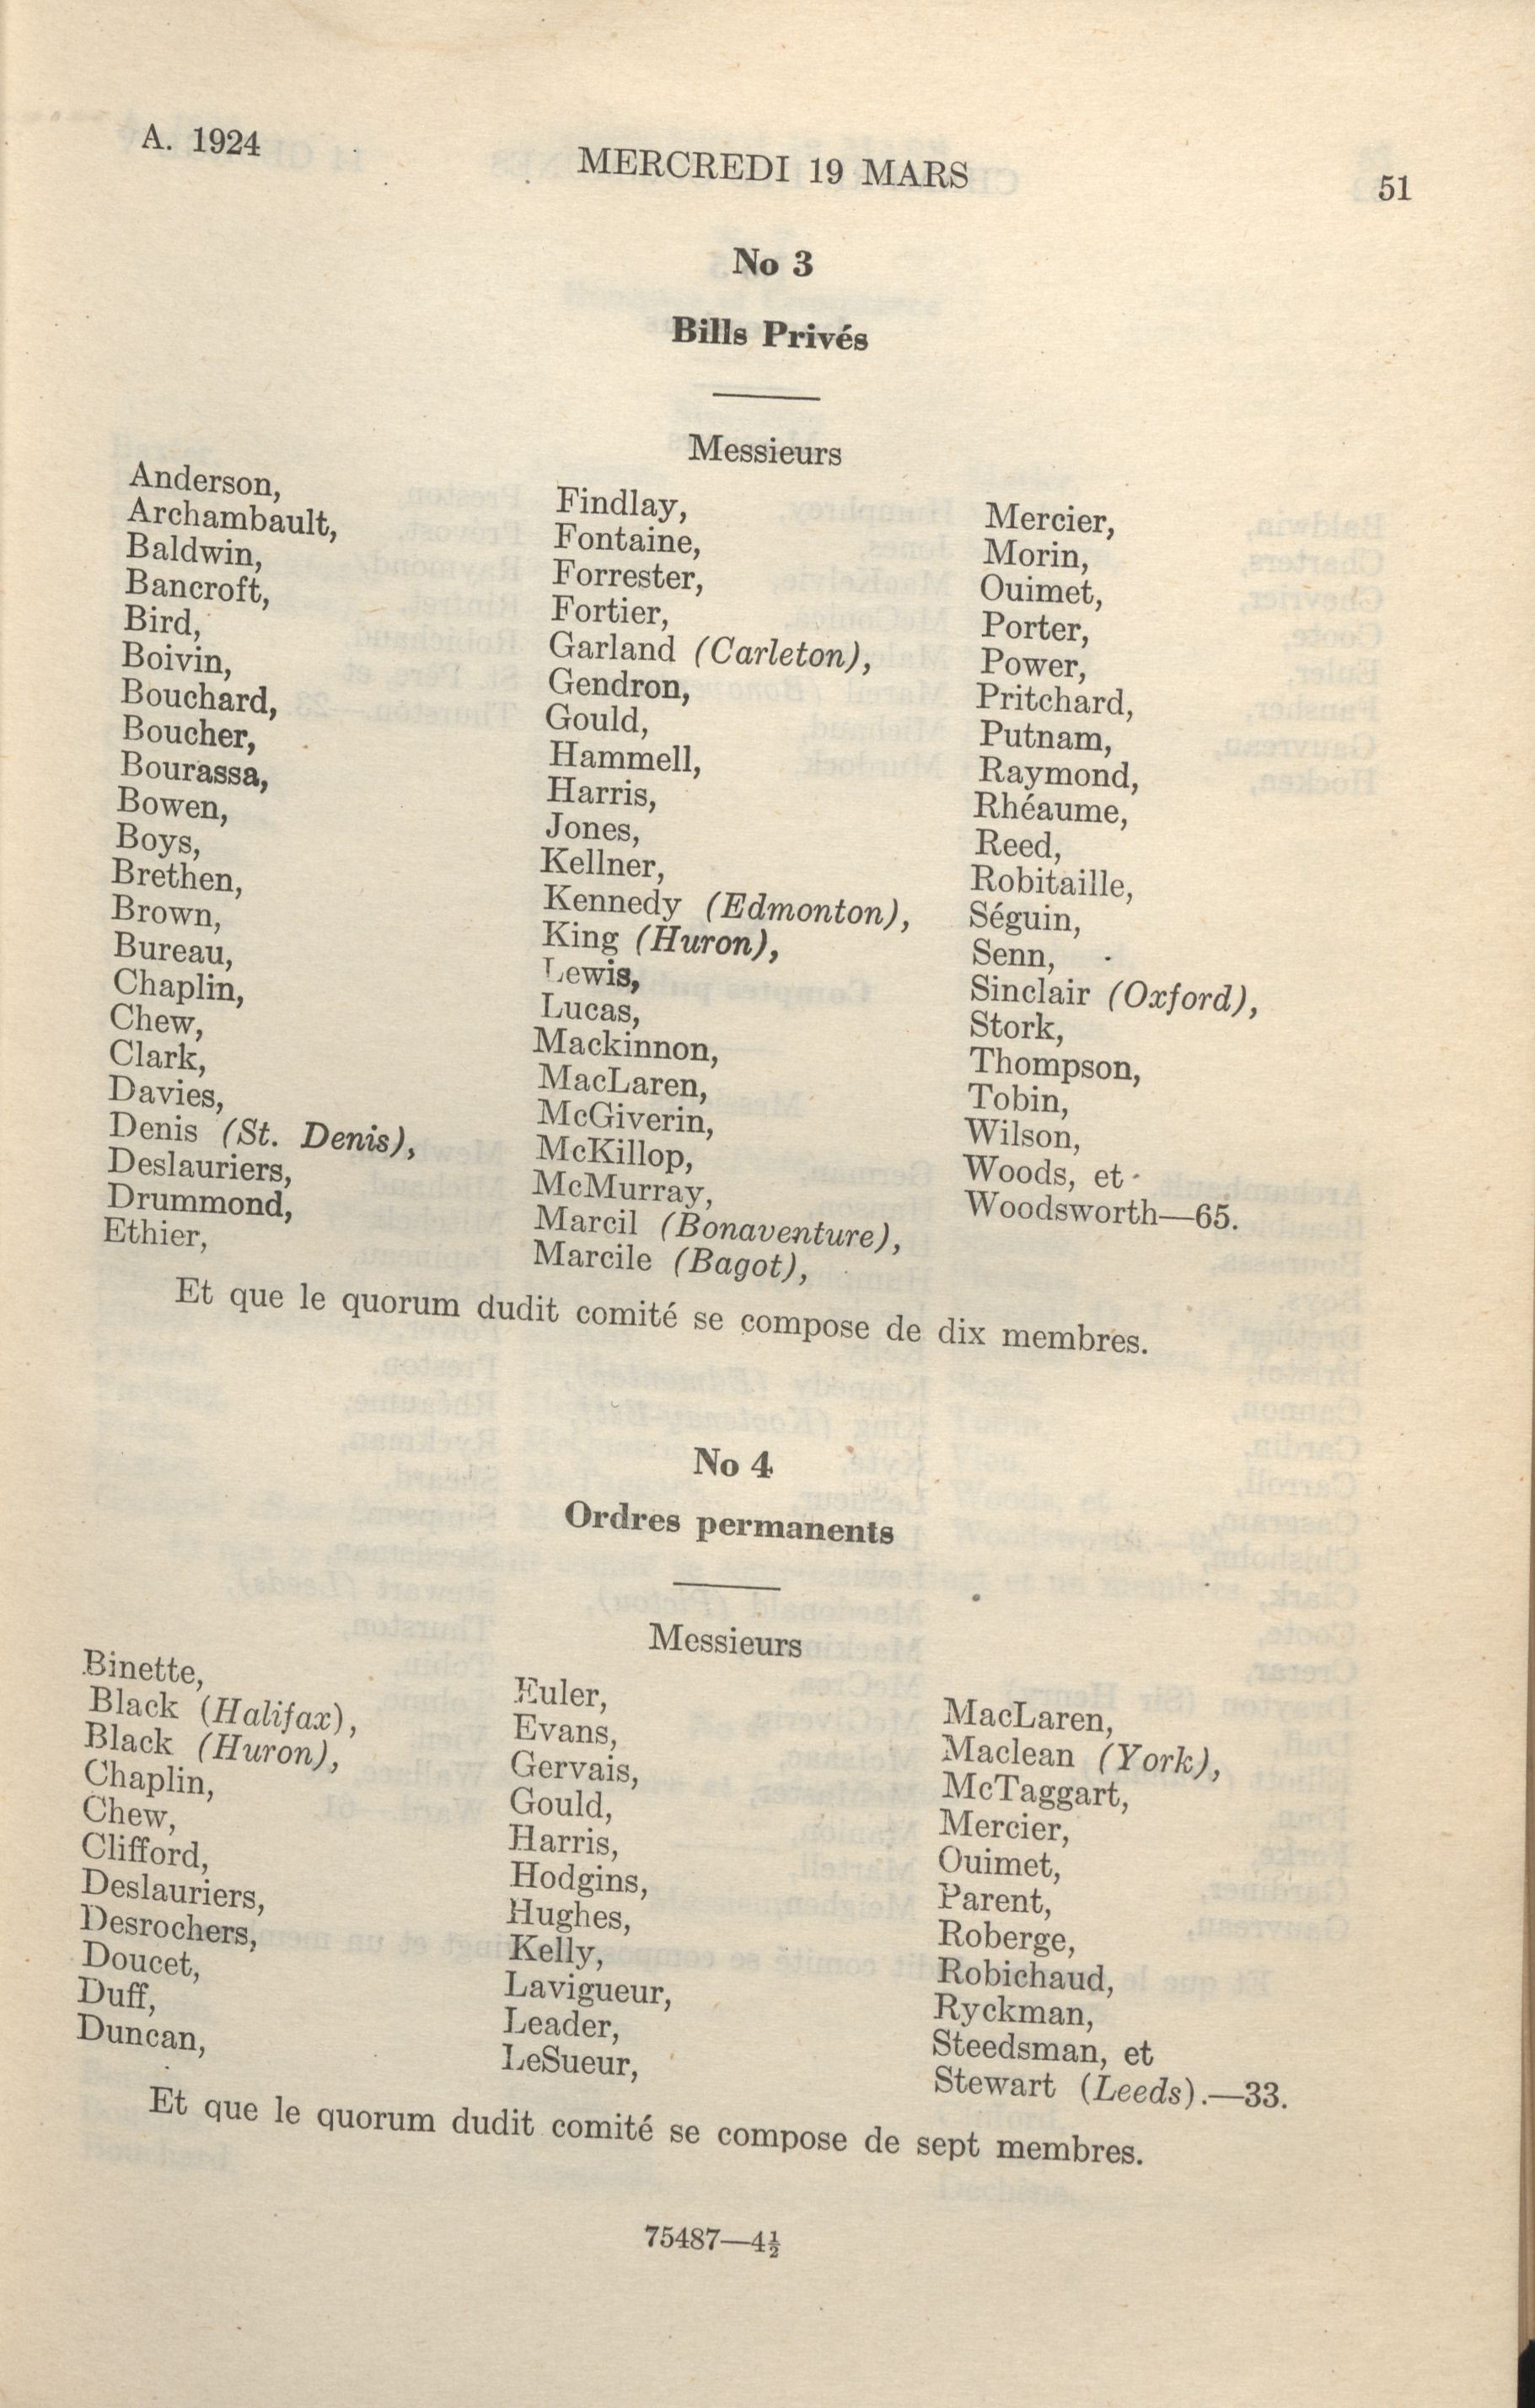 A. 1924
MERCREDI 19 MARS
51
No 3
Bills Privés
Messieurs
Anderson,
Archambault,
Baldwin,
Bancroft,
Bird,
Boivin,
Bouchard,
Boucher,
Bourassa,
Bowen,
Boys,
Brethen,
Brown,
Bureau,
Chaplin,
Chew,
Clark,
Davies,
Denis (St. Denis),
Deslauriers,
Drummond,
Ethier,
Findlay,
Fontaine,
Forrester,
Fortier,
Garland (Carleton),
Gendron,
Gould,
Hammell,
Harris,
Jones,
Kellner,
Kennedy (Edmonton),
King (Huron),
Lewis,
Lucas,
Mackinnon,
MacLaren,
McGiverin,
McKillop,
McMurray,
Marcil (Bonaventure),
Marcile (Bagot),
Mercier,
Morin,
Ouimet,
Porter,
Power,
Pritchard,
Putnam,
Raymond,
Rhéaume,
Reed,
Robitaille,
Séguin,
Senn,
Sinclair (Oxford),
Stork,
Thompson,
Tobin,
Wilson,
Woods, et
Woodsworth—65.
Et que le quorum dudit comité se compose de dix membres.
No 4
Ordres permanents
Messieurs
Binette,
Black (Halifax),
Black (Huron),
Chaplin,
Chew,
Clifford,
Deslauriers,
Desrochers,
Doucet,
Duff,
Duncan,
Euler,
Evans,
Gervais,
Gould,
Harris,
Hodgins,
Hughes,
Kelly,
Lavigueur,
Leader,
LeSueur,
MacLaren,
Maclean (York),
McTaggart,
Mercier,
Ouimet,
Parent,
Roberge,
Robichaud,
Ryckman,
Steedsman, et
Stewart (Leeds).—33.
Et que le quorum dudit comité se compose de sept membres.
75487—4½